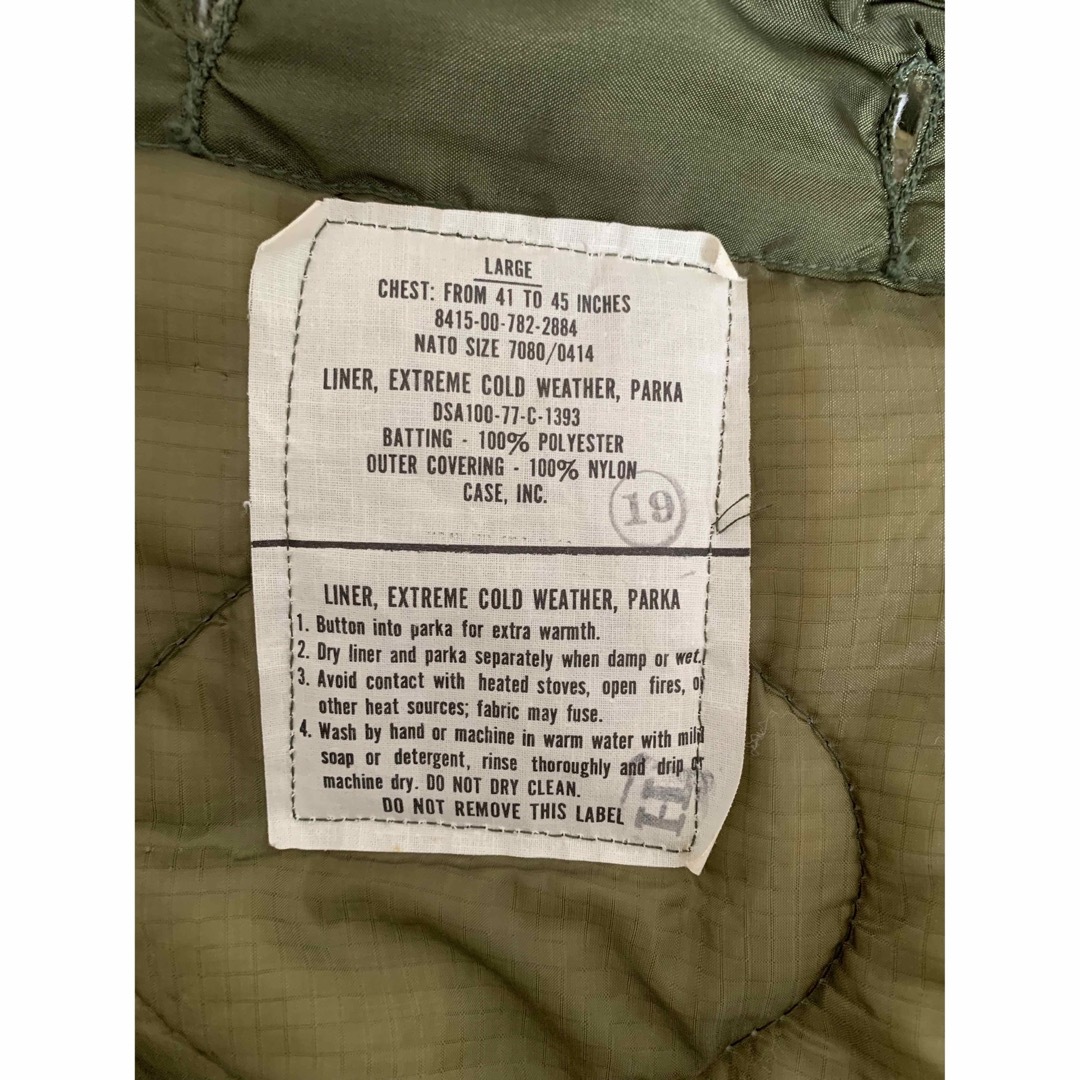 LARGE
CHEST: FROM 41 TO 45 INCHES
8415-00-782-2884
NATO SIZE 7080/0414
LINER, EXTREME COLD WEATHER, PARKA
DSA100-77-C-1393
BATTING - 100% POLYESTER
OUTER COVERING - 100% NYLON
CASE, INC.
19
LINER, EXTREME COLD WEATHER, PARKA
1. Button into parka for extra warmth.
2. Dry liner and parka separately when damp or wet.
3. Avoid contact with heated stoves, open fires, or
other heat sources; fabric may fuse.
4. Wash by hand or machine in warm water with mild
soap or detergent, rinse thoroughly and drip or
machine dry. DO NOT DRY CLEAN.
DO NOT REMOVE THIS LABEL